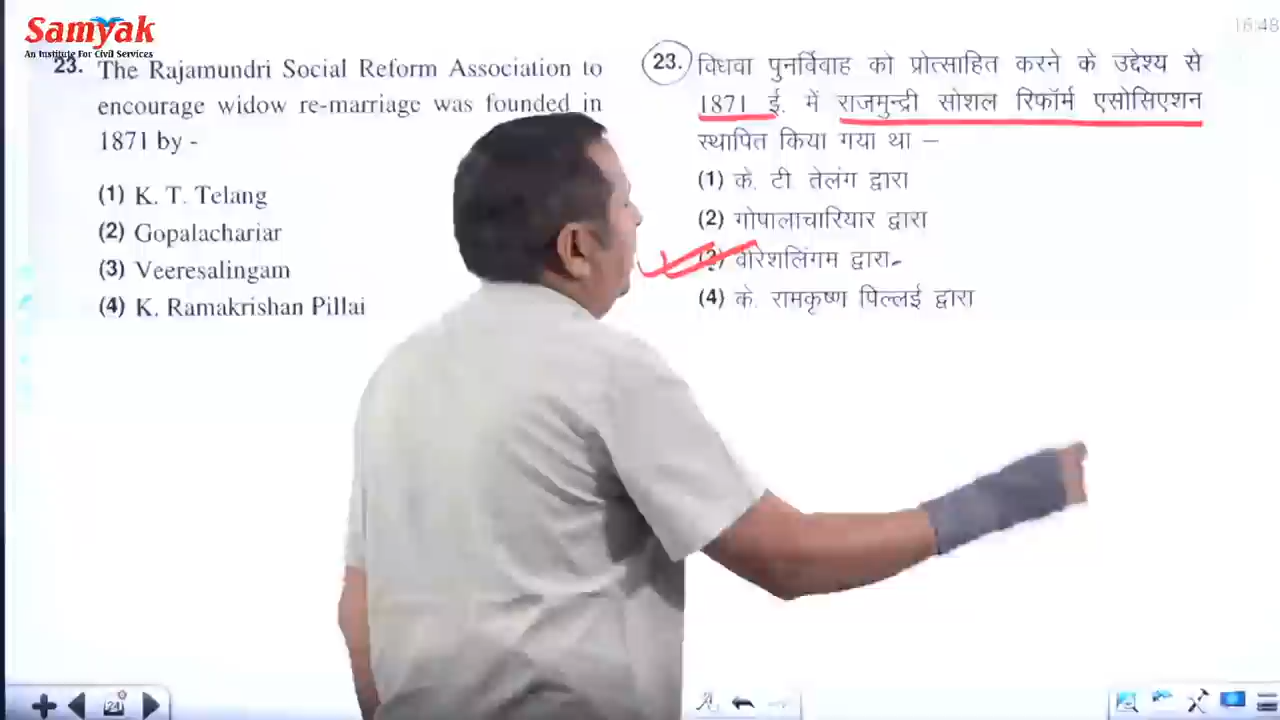 Samyak
An Institute For Civil Services
16:48
23. The Rajamundri Social Reform Association to
encourage widow re-marriage was founded in
1871 by -
(1) K. T. Telang
(2) Gopalachariar
(3) Veeresalingam
(4) K. Ramakrishan Pillai
23. विधवा पुनर्विवाह को प्रोत्साहित करने के उद्देश्य से
1871 ई. में राजमुन्द्री सोशल रिफॉर्म एसोसिएशन
स्थापित किया गया था –
(1) के. टी. तेलंग द्वारा
(2) गोपालाचारियार द्वारा
(3) वीरेशलिंगम द्वारा
(4) के. रामकृष्ण पिल्लई द्वारा
24